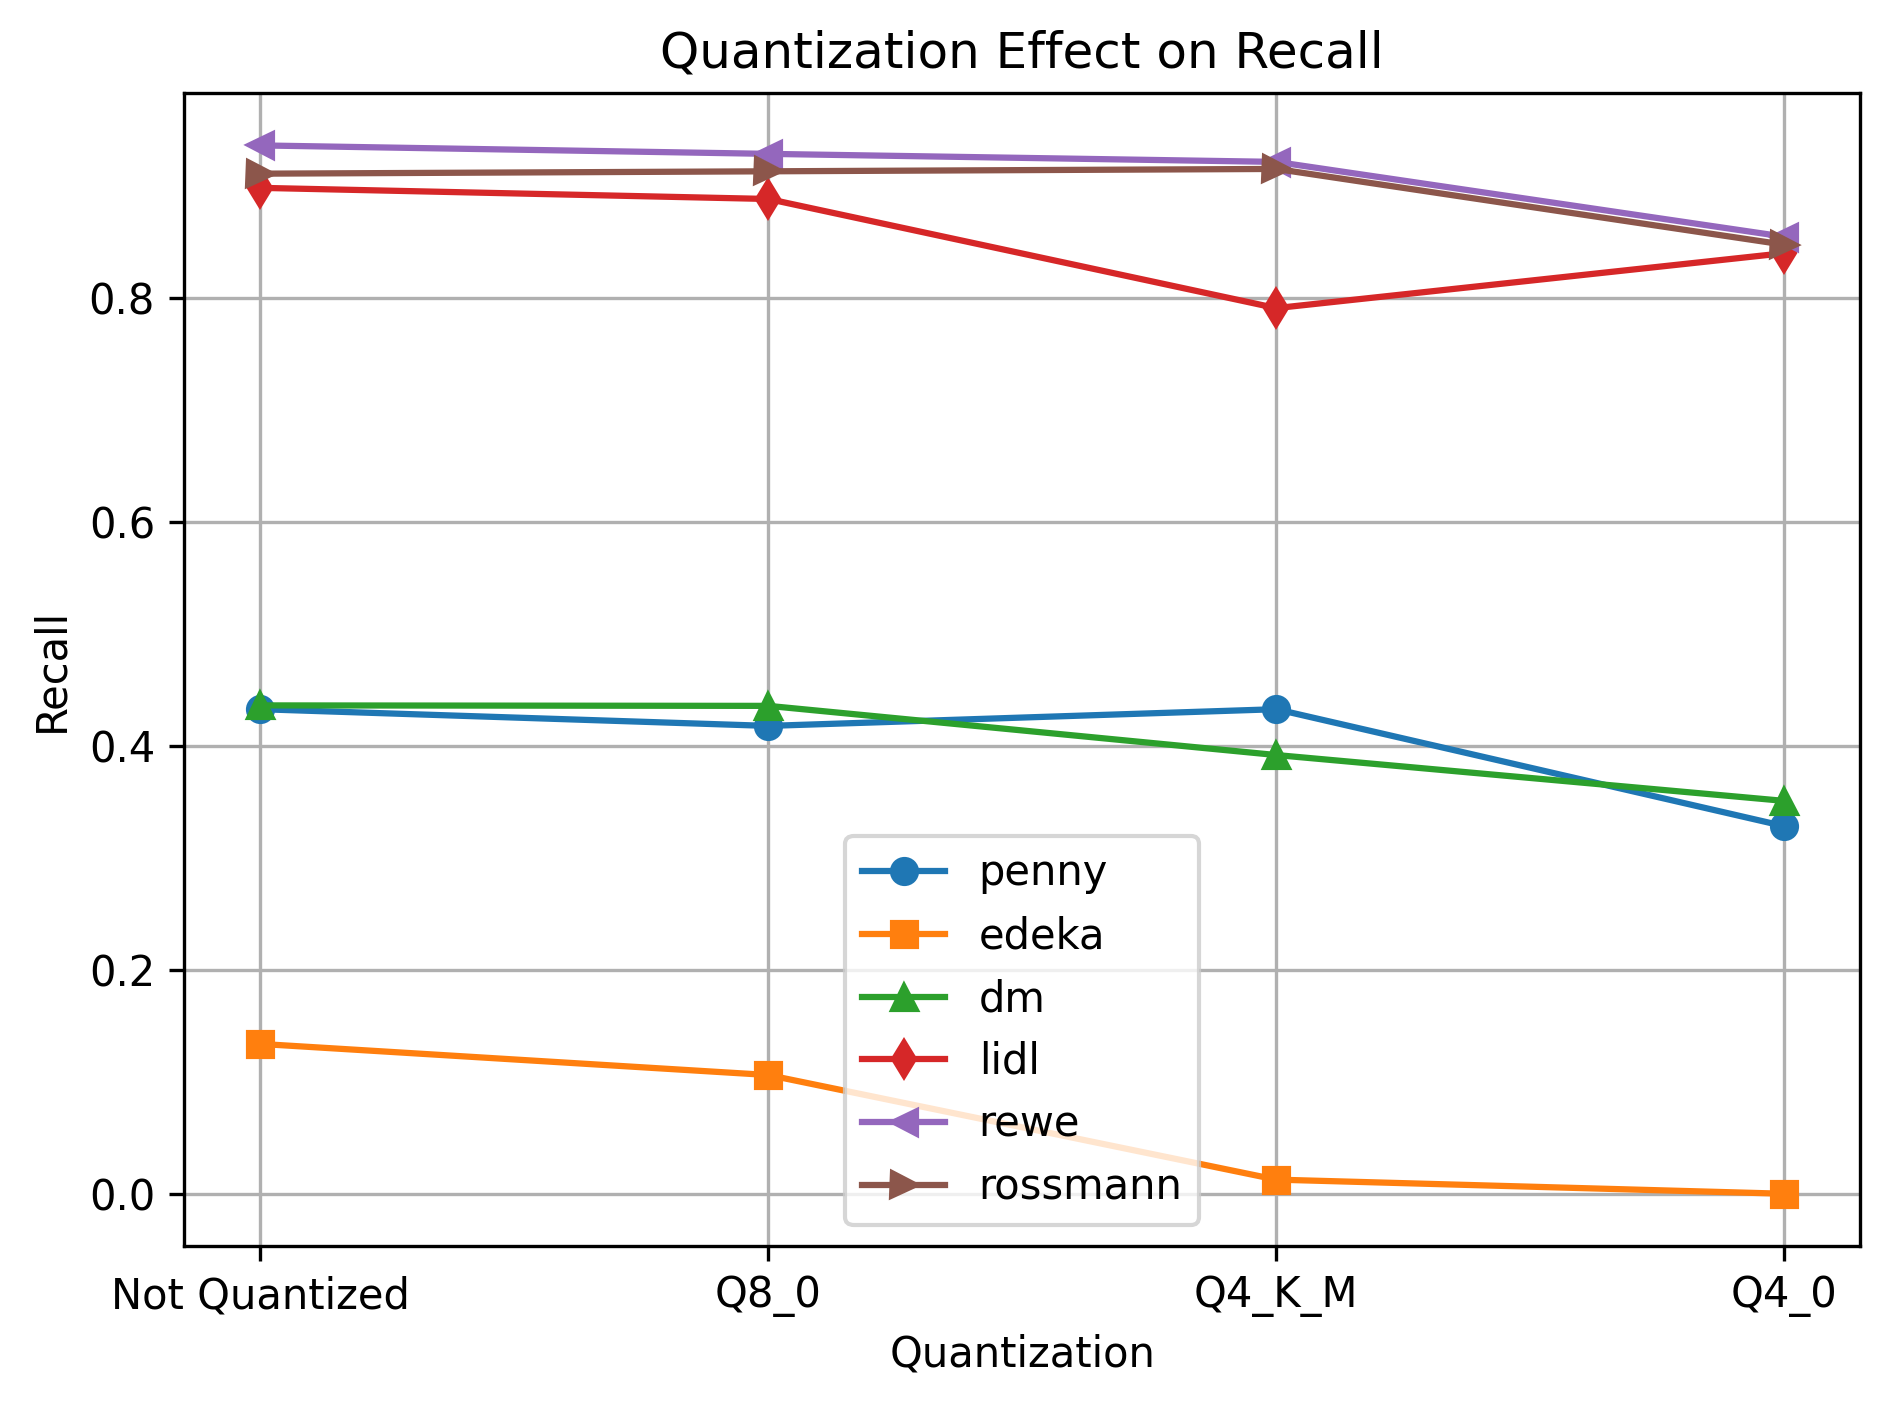 Quantization Effect on Recall
Recall
0.8
0.6
0.4
0.2
0.0
penny
edeka
dm
lidl
rewe
rossmann
Not Quantized
Q8_0
Q4_K_M
Q4_0
Quantization